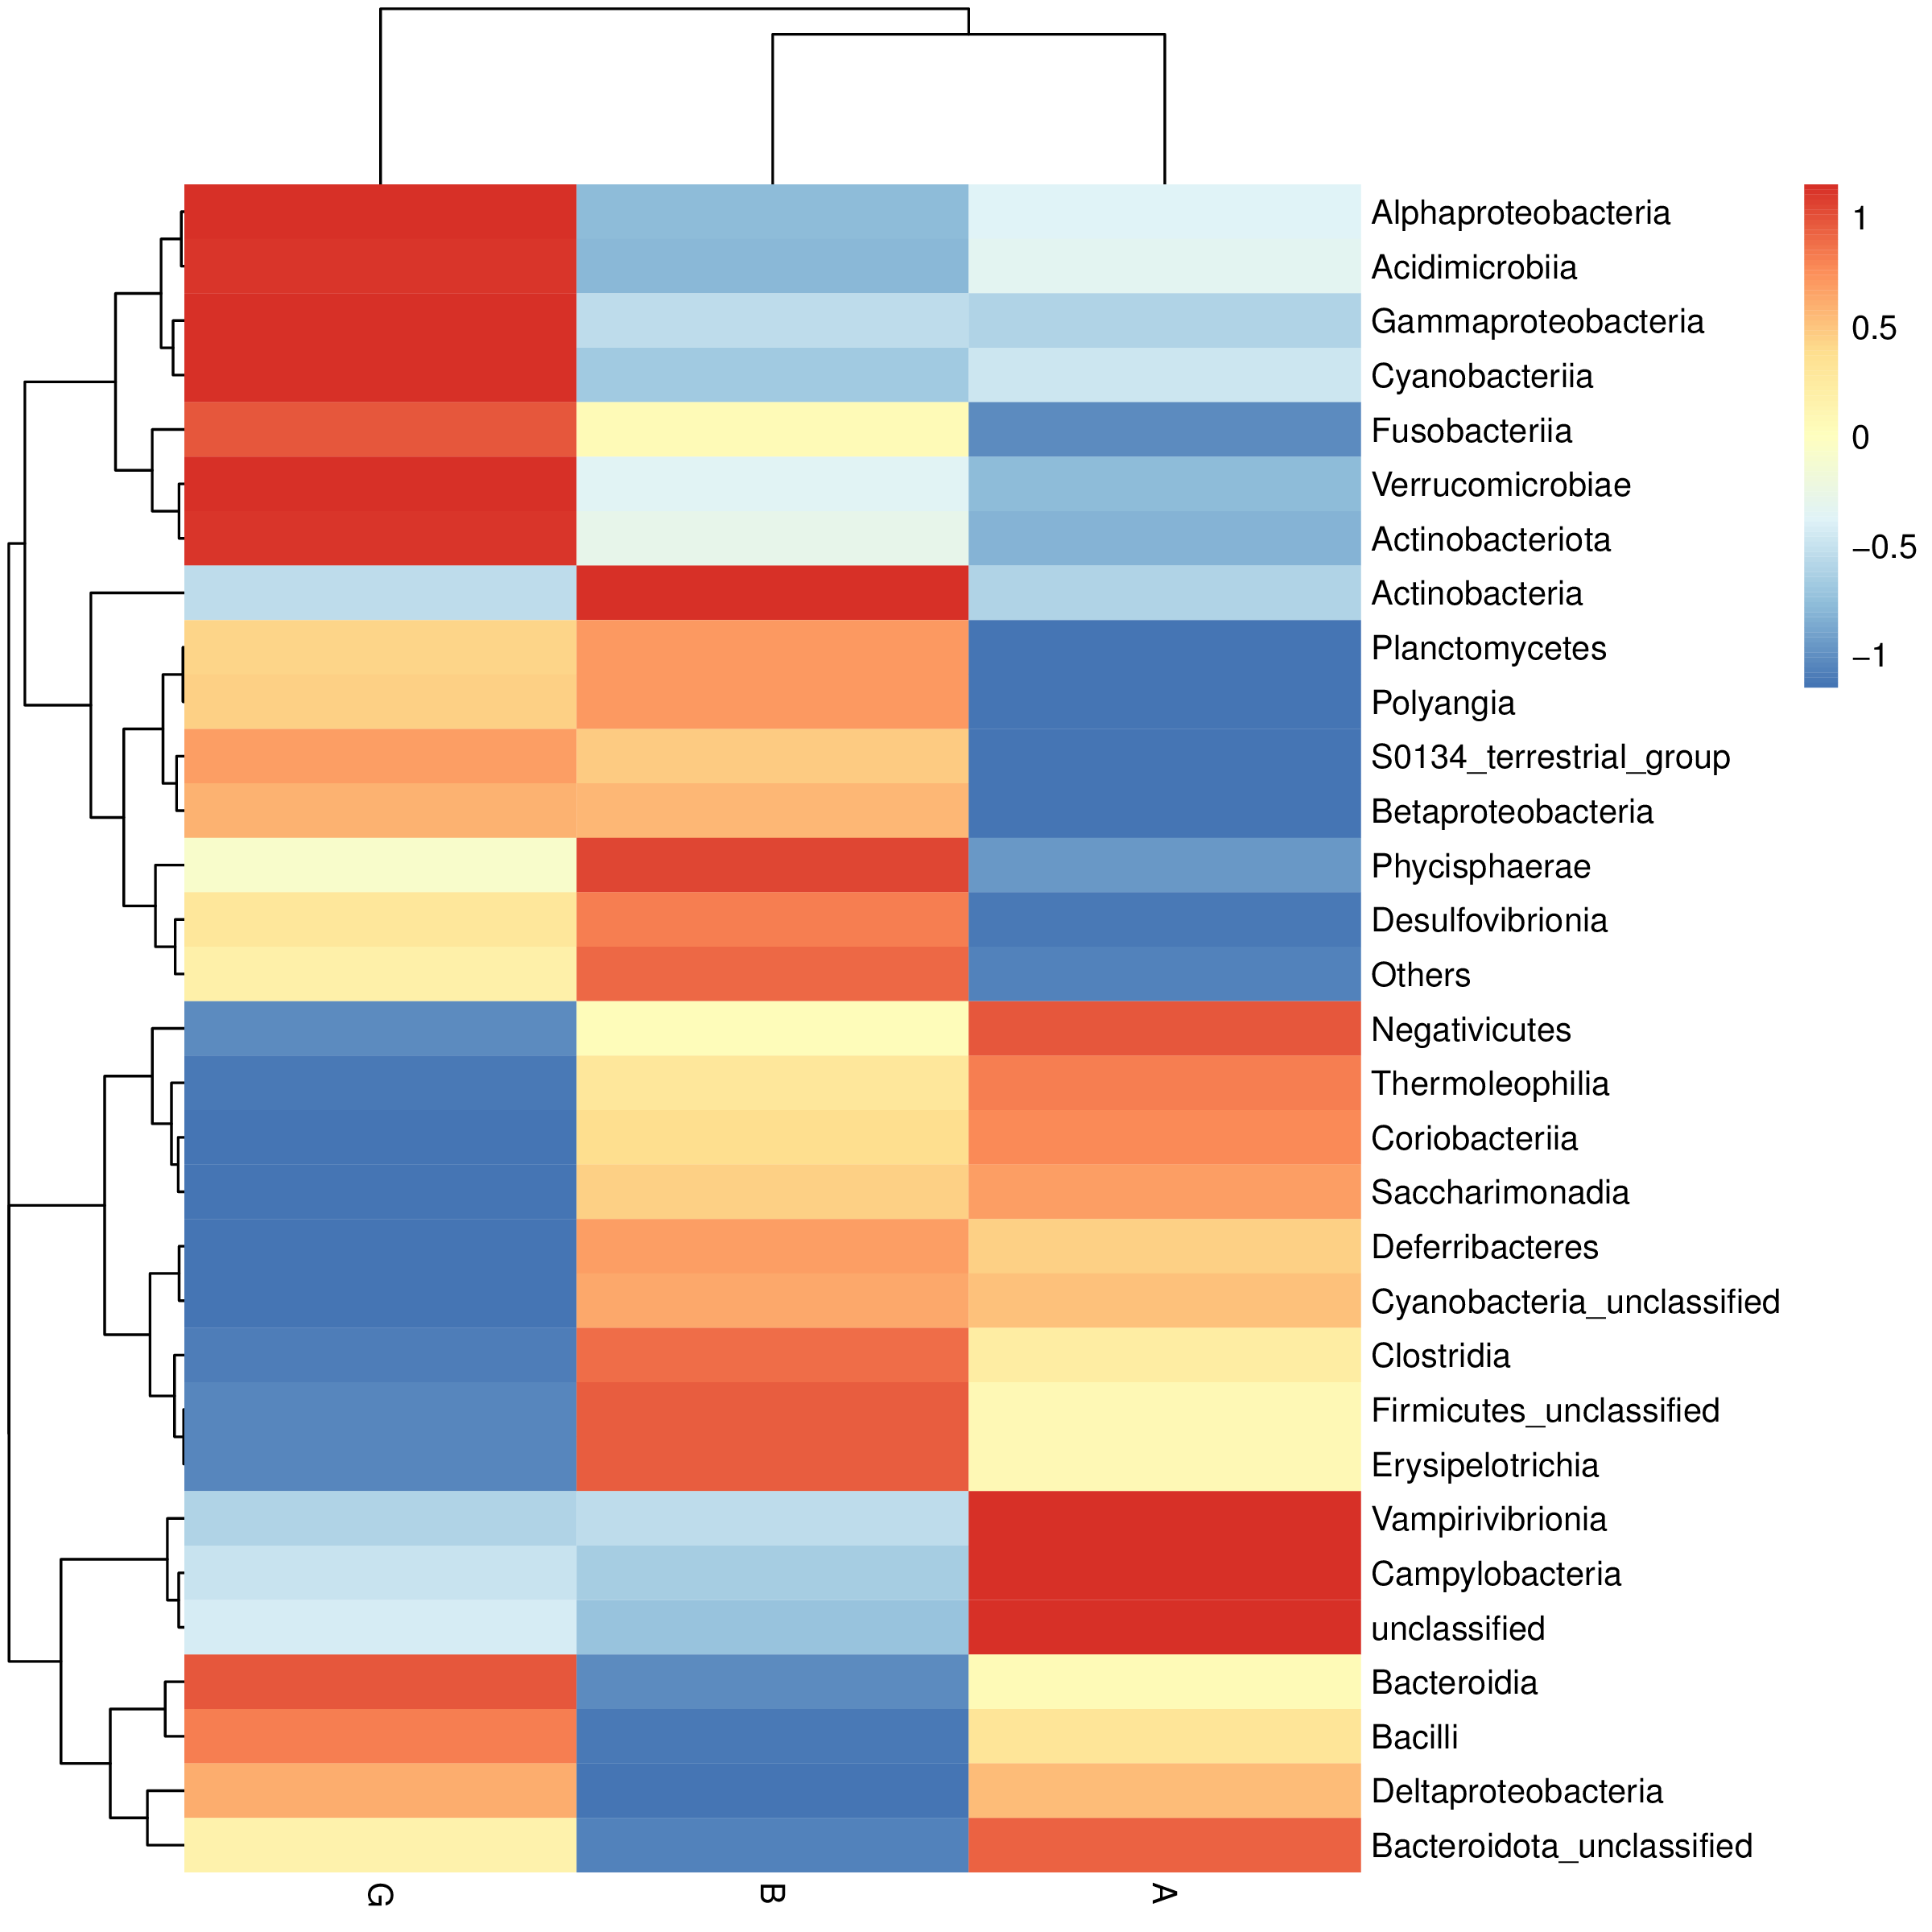 Alphaproteobacteria
Acidimicrobiia
Gammaproteobacteria
Cyanobacteriia
Fusobacteriia
Verrucomicrobiae
Actinobacteriota
Actinobacteria
Planctomycetes
Polyangia
S0134_terrestrial_group
Betaproteobacteria
Phycisphaerae
Desulfovibrionia
Others
Negativicutes
Thermoleophilia
Coriobacteriia
Saccharimonadia
Deferribacteres
Cyanobacteria_unclassified
Clostridia
Firmicutes_unclassified
Erysipelotrichia
Vampirivibrionia
Campylobacteria
unclassified
Bacteroidia
Bacilli
Deltaproteobacteria
Bacteroidota_unclassified
1
0.5
0
−0.5
−1
G
B
A